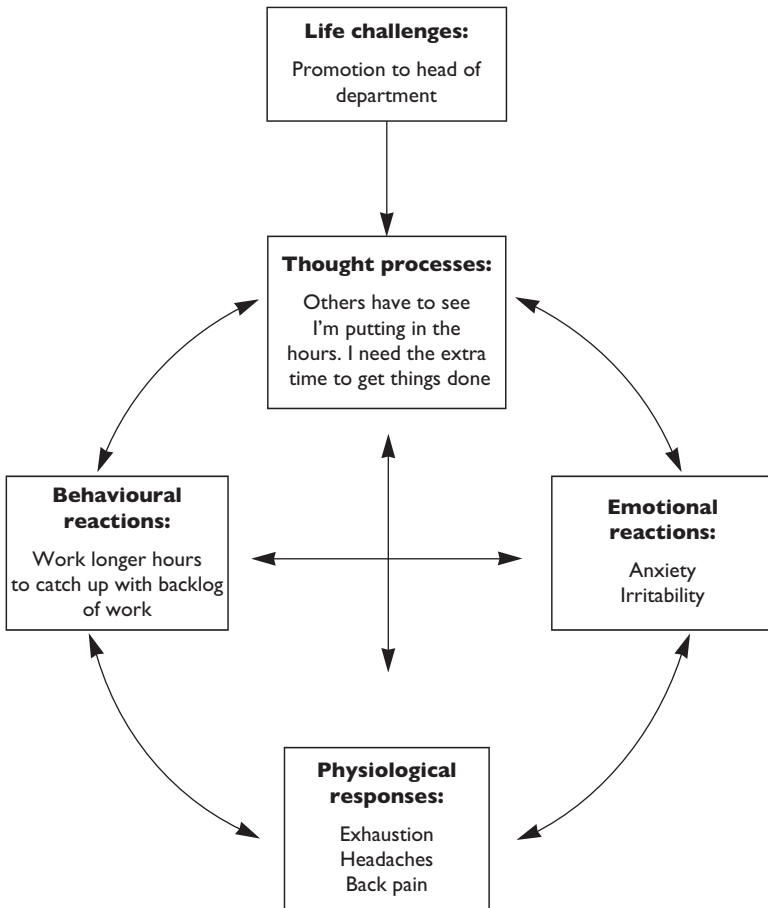 Life challenges:
Promotion to head of
department
Thought processes:
Others have to see
I’m putting in the
hours. I need the extra
time to get things done
Behavioural
reactions:
Work longer hours
to catch up with backlog
of work
Emotional
reactions:
Anxiety
Irritability
Physiological
responses:
Exhaustion
Headaches
Back pain